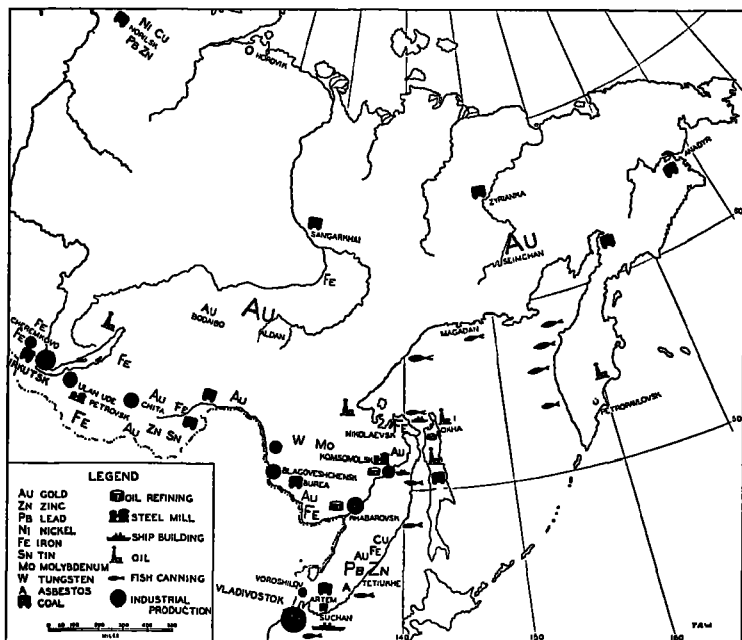 Ni Cu
NORILSK
Pb Zn
NORDVIK
ANADYR
ZYRIANKA
SANGARKHAI
60
Au
SEIMCHAN
Fe
Au
BODAIBO
Au
ALDAN
MAGADAN
Fe
CHEREMKOVO
Fe
Fe
IRKUTSK
ULAN UDE
PETROVSK
Au
CHITA
Fe
Au
Fe
Au
Zn Sn
PETROPAVLOVSK
50
NIKOLAEVSK
Fe
OKHA
W Mo
KOMSOMOLSK
Au
BLAGOVESHCHENSK
BUREA
Au
Fe
KHABAROVSK
Cu
Fe
Au
Pb Zn
A TETIUKHE
VOROSHILOV
ARTEM
VLADIVOSTOK
SUCHAN
140
150
160
TAW
LEGEND
Au GOLD
Zn ZINC
Pb LEAD
Ni NICKEL
Fe IRON
Sn TIN
Mo MOLYBDENUM
W TUNGSTEN
A ASBESTOS
COAL
OIL REFINING
STEEL MILL
SHIP BUILDING
OIL
FISH CANNING
INDUSTRIAL
PRODUCTION
MILES